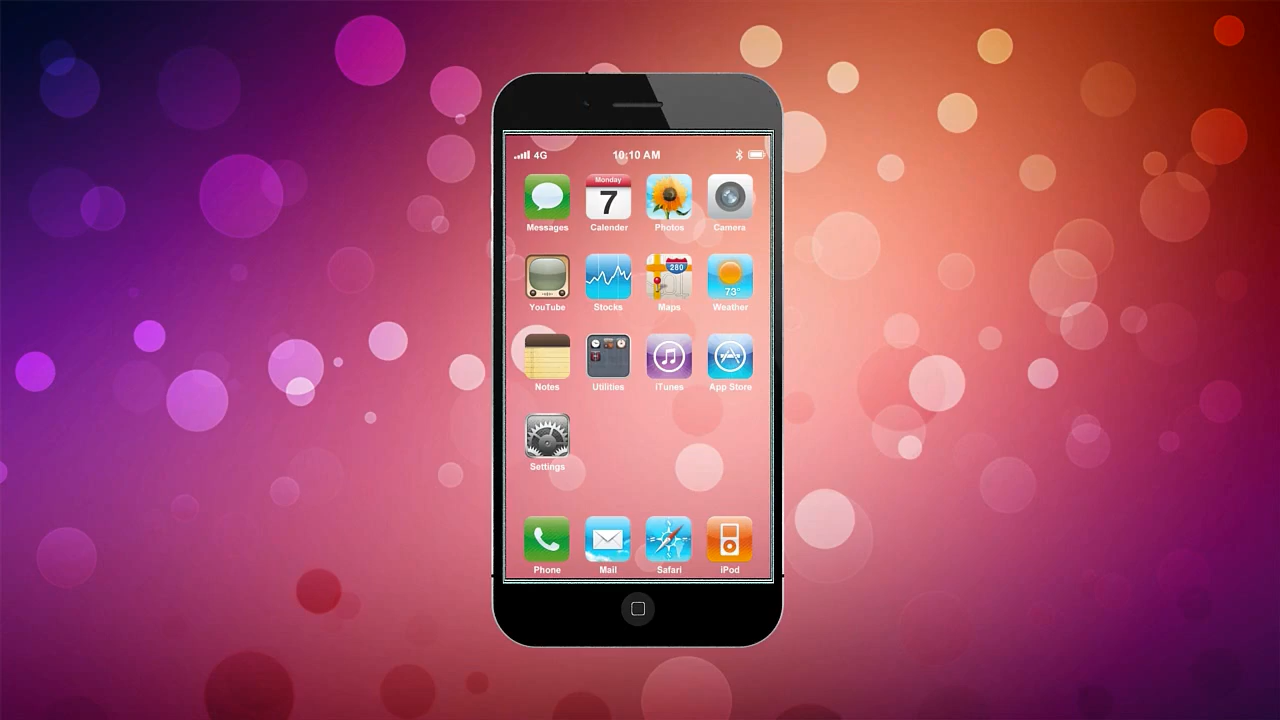 4G 10:10 AM
Monday
7
Messages Calender Photos Camera
280
73°
YouTube Stocks Maps Weather
Notes Utilities iTunes App Store
Settings
Phone Mail Safari iPod